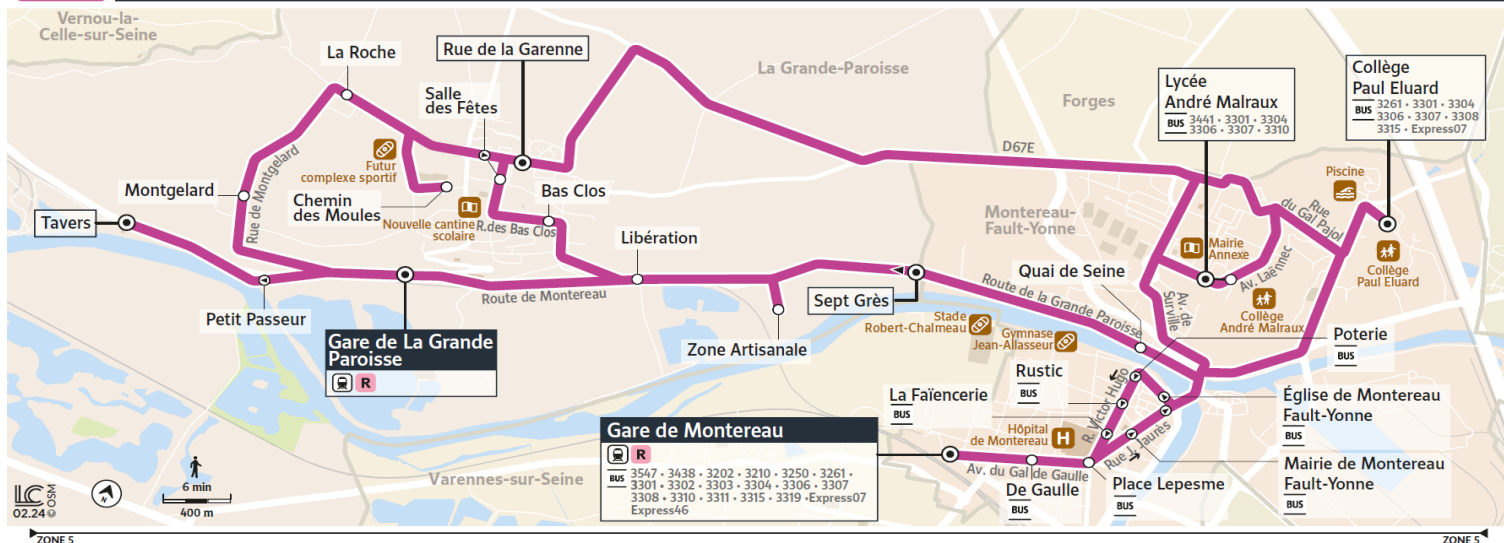 Vernou-la-
Celle-sur-Seine
La Roche
Rue de la Garenne
La Grande-Paroisse
Forges
Lycée
André Malraux
BUS 3441 • 3301 • 3304
3306 • 3307 • 3310
Collège
Paul Eluard
BUS 3261 • 3301 • 3304
3306 • 3307 • 3308
3315 • Express07
Salle
des Fêtes
Futur
complexe sportif
D67E
Piscine
Rue
du Gal Pajol
Montgelard
Rue de Montgelard
Chemin
des Moules
Bas Clos
Nouvelle cantine
scolaire
R.des Bas Clos
Tavers
Libération
Montereau-
Fault-Yonne
Mairie
Annexe
Av. Laënnec
Collège
Paul Eluard
Quai de Seine
Route de la Grande Paroisse
Av. de
Surville
Collège
André Malraux
Petit Passeur
Route de Montereau
Sept Grès
Gare de La Grande
Paroisse
R
Zone Artisanale
Stade
Robert-Chalmeau
Gymnase
Jean-Allasseur
Poterie
BUS
Rustic
BUS
La Faïencerie
BUS
R. Victor Hugo
Église de Montereau
Fault-Yonne
BUS
Hôpital
de Montereau
H
Rue J. Jaurès
Gare de Montereau
R
BUS 3547 • 3438 • 3202 • 3210 • 3250 • 3261 •
3301 • 3302 • 3303 • 3304 • 3306 • 3307
3308 • 3310 • 3311 • 3315 • 3319 •Express07
Express46
Av. du Gal de Gaulle
De Gaulle
BUS
Place Lepesme
BUS
Mairie de Montereau
Fault-Yonne
BUS
Varennes-sur-Seine
6 min
400 m
LC
02.24 © OSM
ZONE 5
ZONE 5